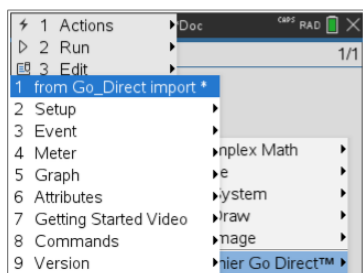 1 Actions
Doc
CAPS RAD
2 Run
1/1
3 Edit
1 from Go_Direct import *
2 Setup
3 Event
4 Meter
nplex Math
5 Graph
e
6 Attributes
ystem
7 Getting Started Video
raw
8 Commands
mage
9 Version
nier Go Direct™